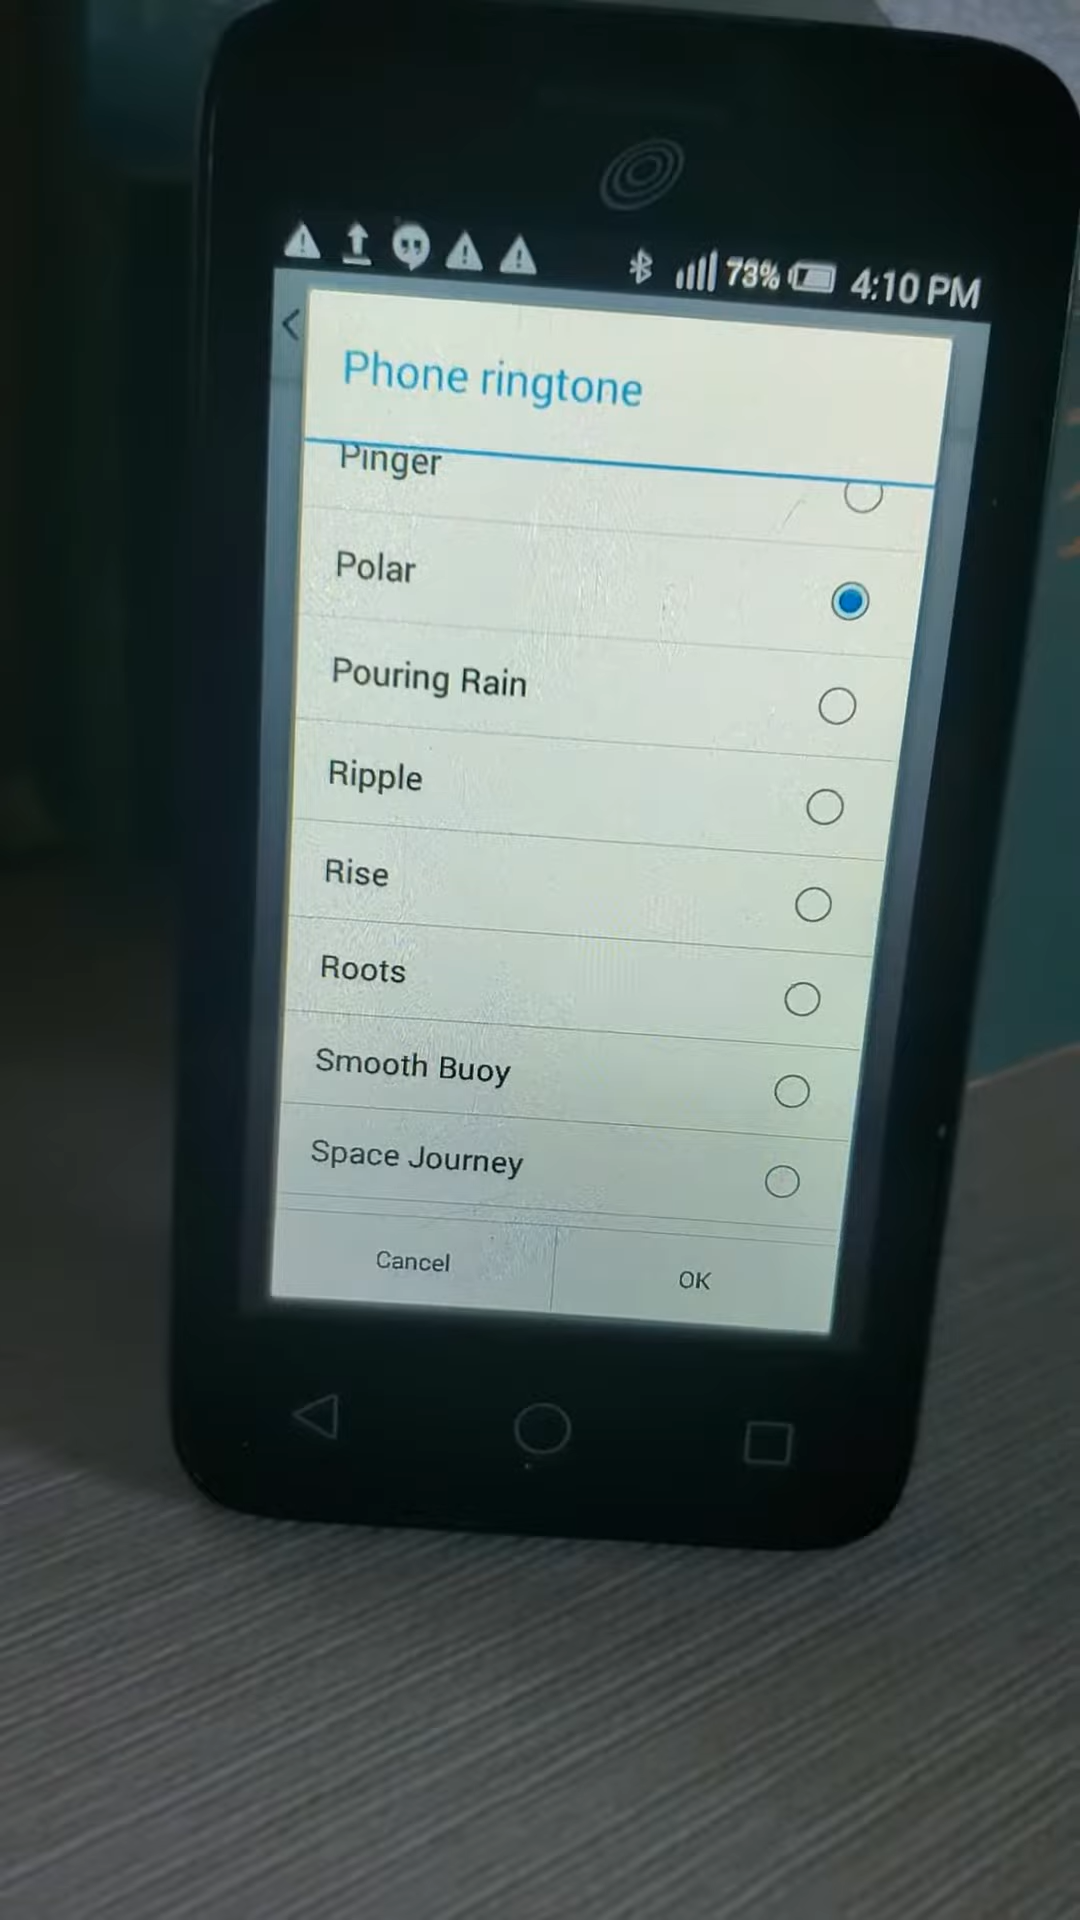 73% 4:10 PM
Phone ringtone
Pinger
Polar
Pouring Rain
Ripple
Rise
Roots
Smooth Buoy
Space Journey
Cancel OK